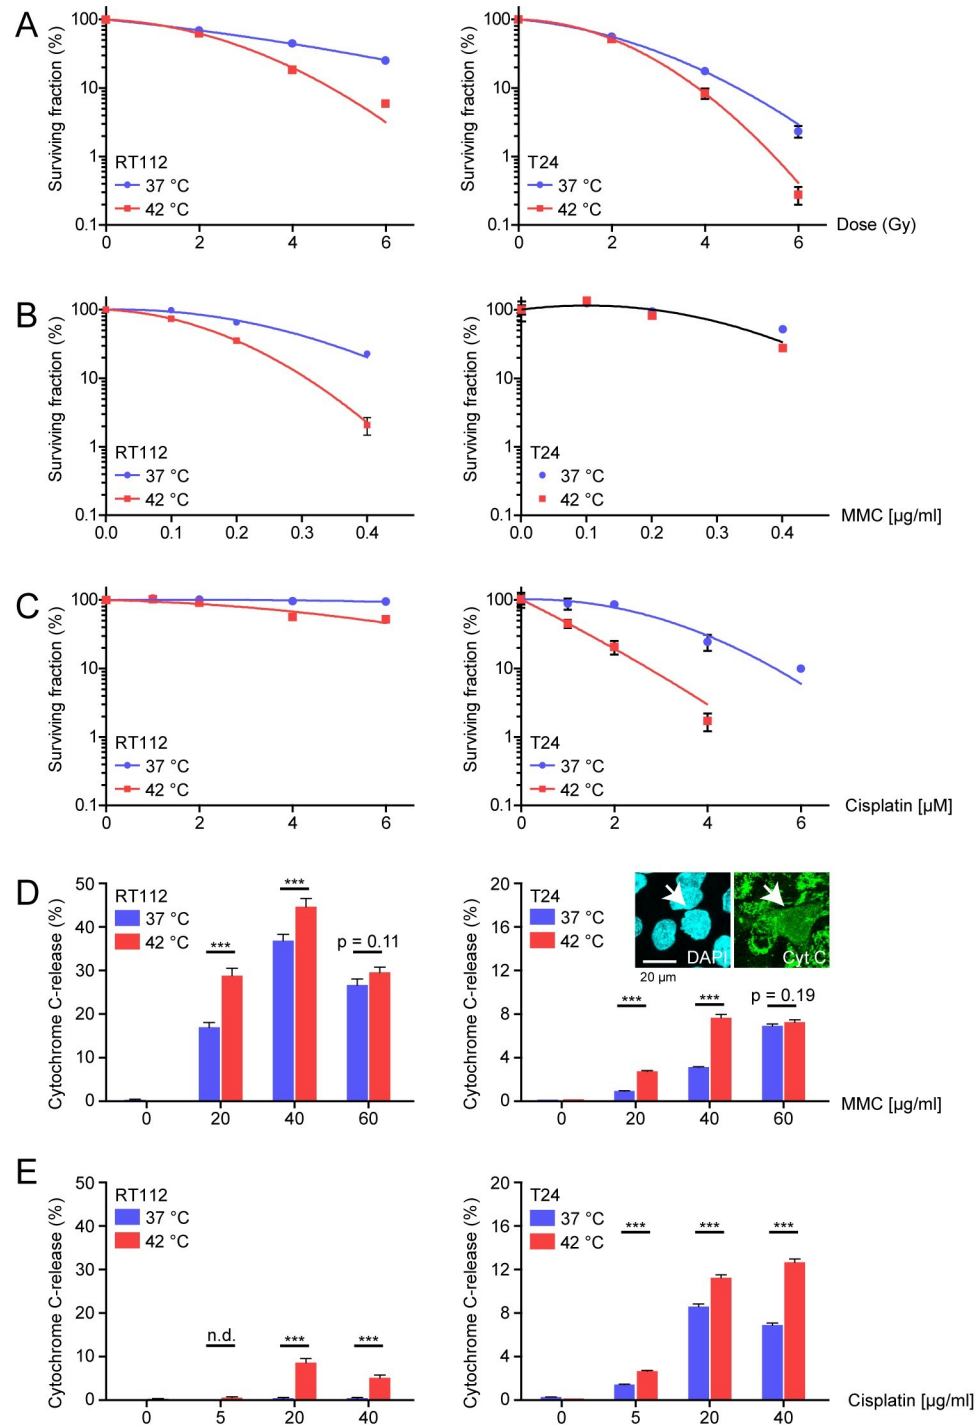 A
Surviving fraction (%)
100
10
1
0.1
RT112
37 °C
42 °C
0 2 4 6
Surviving fraction (%)
100
10
1
0.1
T24
37 °C
42 °C
0 2 4 6
Dose (Gy)
B
Surviving fraction (%)
100
10
1
0.1
RT112
37 °C
42 °C
0.0 0.1 0.2 0.3 0.4
Surviving fraction (%)
100
10
1
0.1
T24
37 °C
42 °C
0.0 0.1 0.2 0.3 0.4
MMC [µg/ml]
C
Surviving fraction (%)
100
10
1
0.1
RT112
37 °C
42 °C
0 2 4 6
Surviving fraction (%)
100
10
1
0.1
T24
37 °C
42 °C
0 2 4 6
Cisplatin [µM]
D
Cytochrome C-release (%)
50
40
30
20
10
0
RT112
37 °C
42 °C
***
***
p = 0.11
0 20 40 60
Cytochrome C-release (%)
20
16
12
8
4
0
T24
37 °C
42 °C
DAPI
Cyt C
20 µm
***
***
p = 0.19
0 20 40 60
MMC [µg/ml]
E
Cytochrome C-release (%)
50
40
30
20
10
0
RT112
37 °C
42 °C
n.d.
***
***
0 5 20 40
Cytochrome C-release (%)
20
16
12
8
4
0
T24
37 °C
42 °C
***
***
***
0 5 20 40
Cisplatin [µg/ml]